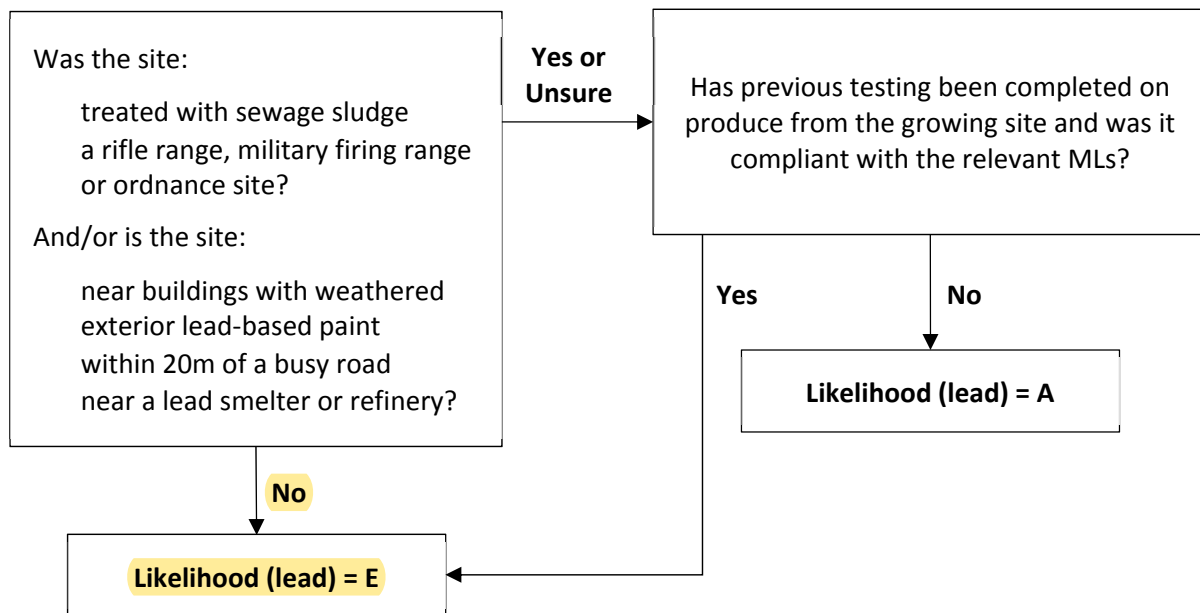 Was the site:
treated with sewage sludge
a rifle range, military firing range
or ordnance site?
And/or is the site:
near buildings with weathered
exterior lead-based paint
within 20m of a busy road
near a lead smelter or refinery?
Yes or
Unsure
Has previous testing been completed on
produce from the growing site and was it
compliant with the relevant MLs?
Yes
No
Likelihood (lead) = A
No
Likelihood (lead) = E